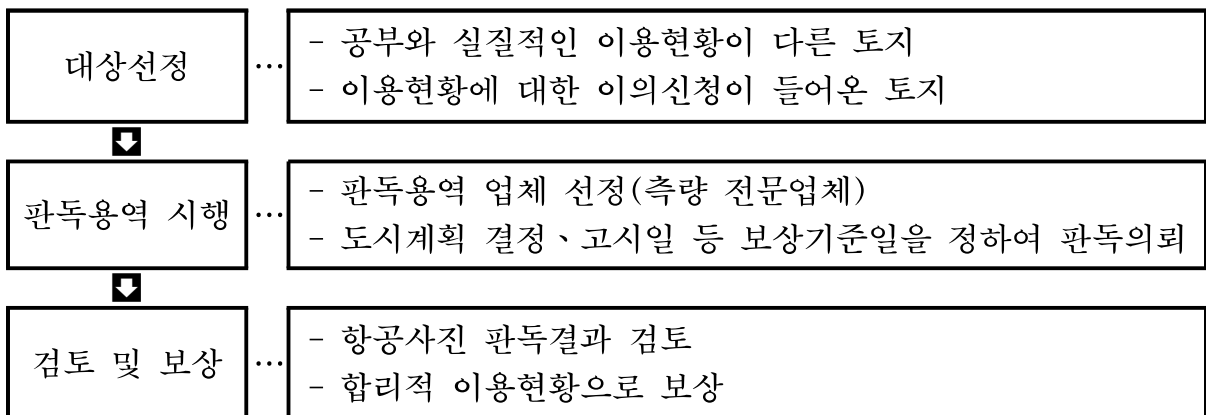 대상선정 … - 공부와 실질적인 이용현황이 다른 토지
- 이용현황에 대한 이의신청이 들어온 토지
판독용역 시행 … - 판독용역 업체 선정(측량 전문업체)
- 도시계획 결정、고시일 등 보상기준일을 정하여 판독의뢰
검토 및 보상 … - 항공사진 판독결과 검토
- 합리적 이용현황으로 보상